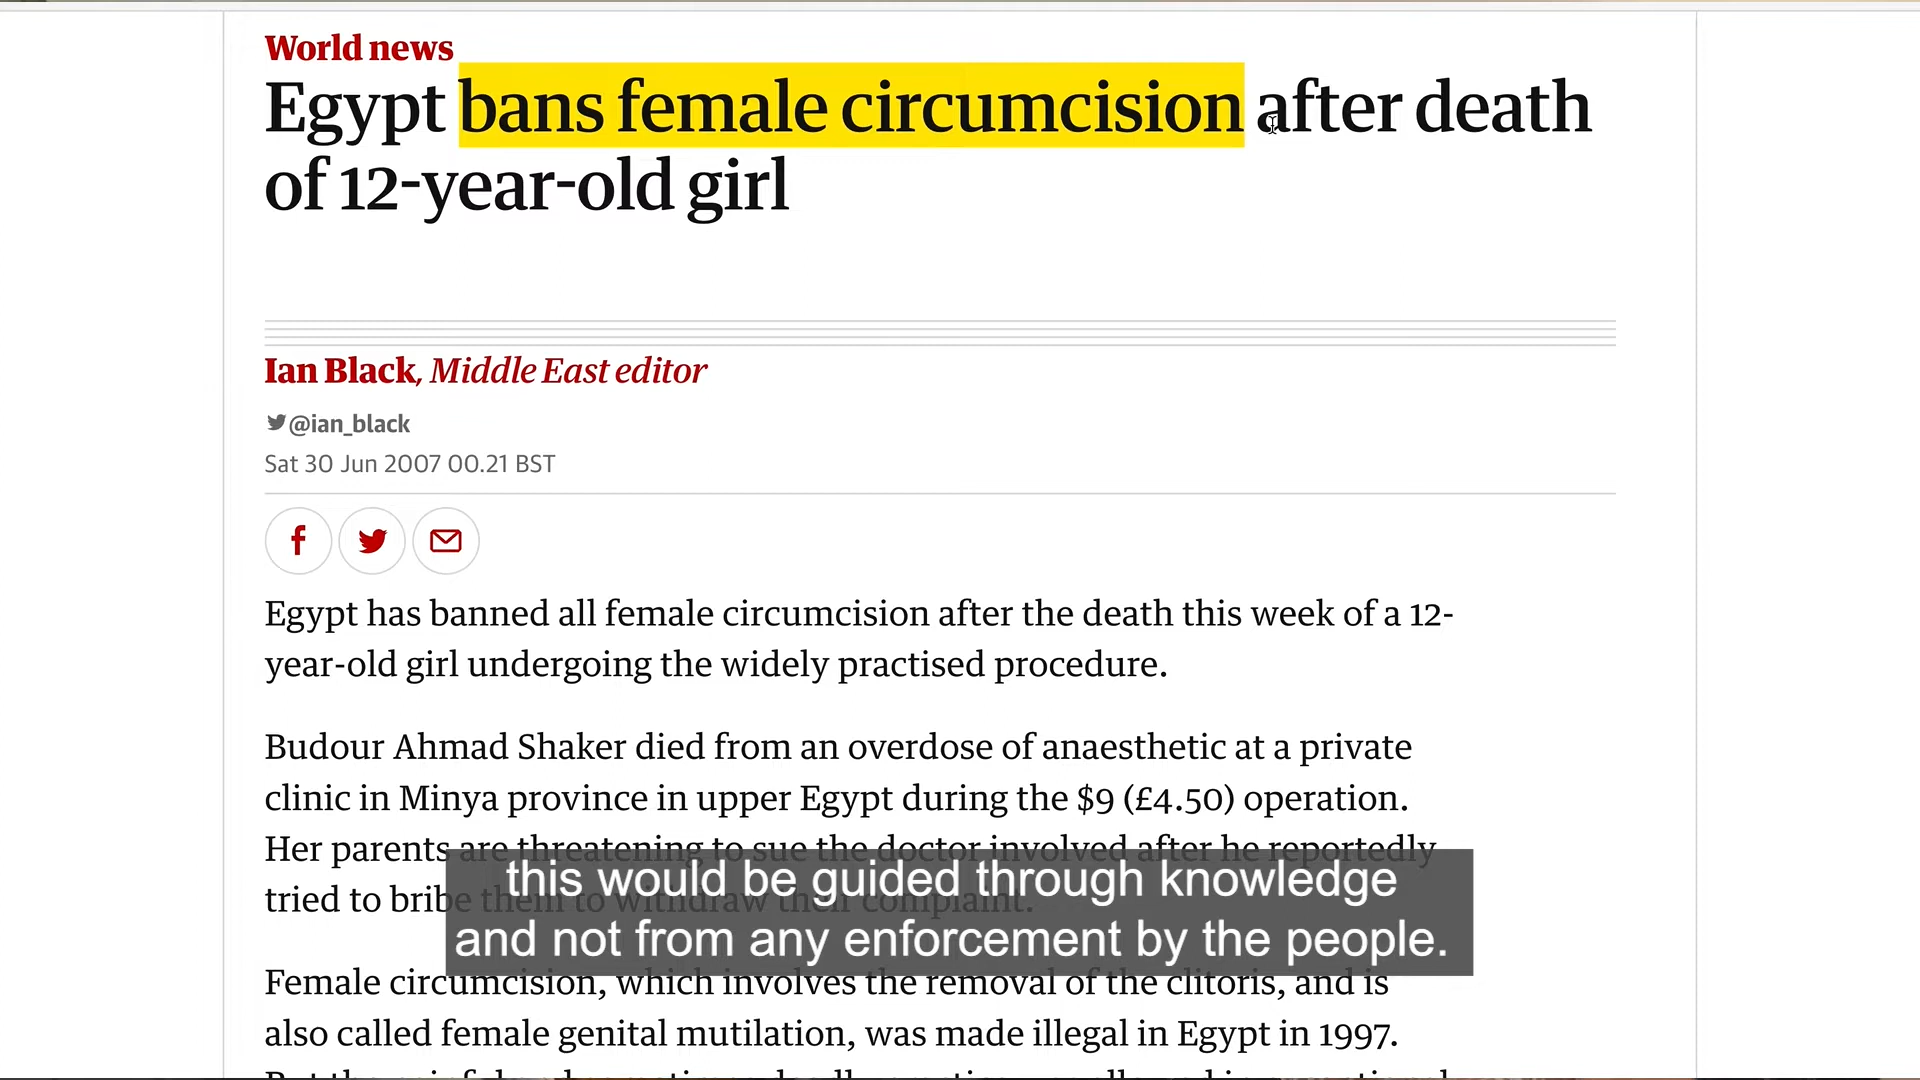 World news
Egypt bans female circumcision after death
of 12-year-old girl
Ian Black, Middle East editor
@ian_black
Sat 30 Jun 2007 00.21 BST
Egypt has banned all female circumcision after the death this week of a 12-
year-old girl undergoing the widely practised procedure.
Budour Ahmad Shaker died from an overdose of anaesthetic at a private
clinic in Minya province in upper Egypt during the $9 (£4.50) operation.
Her parents are threatening to sue the doctor involved after he reportedly
tried to bribe them to withdraw their complaint.
this would be guided through knowledge
and not from any enforcement by the people.
Female circumcision, which involves the removal of the clitoris, and is
also called female genital mutilation, was made illegal in Egypt in 1997.